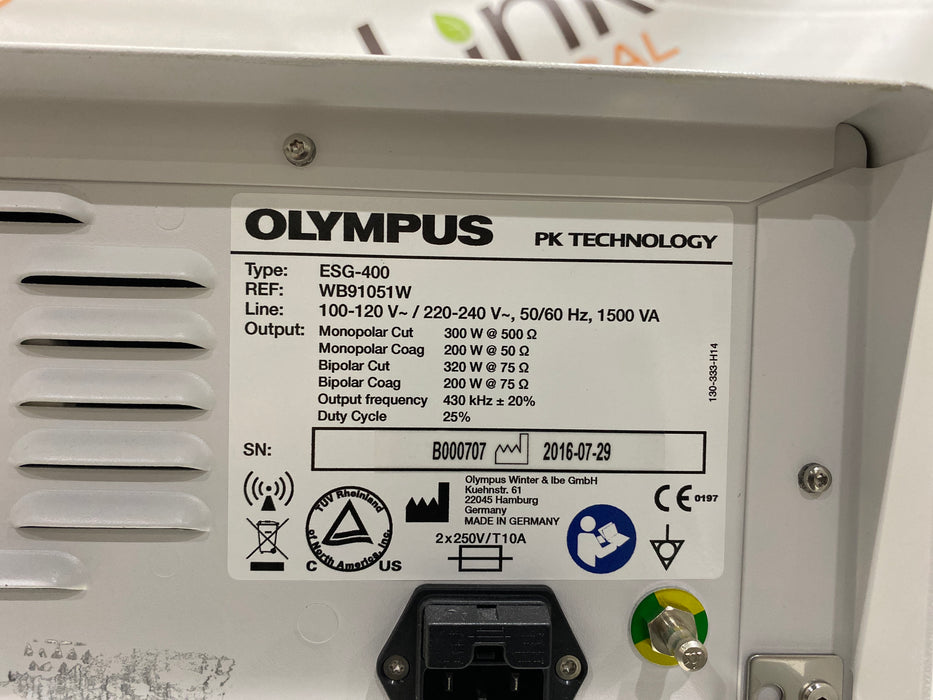 Link
CAL
OLYMPUS PK TECHNOLOGY
Type: ESG-400
REF: WB91051W
Line: 100-120 V~ / 220-240 V~, 50/60 Hz, 1500 VA
Output: Monopolar Cut 300 W @ 500 Ω
Monopolar Coag 200 W @ 50 Ω
Bipolar Cut 320 W @ 75 Ω
Bipolar Coag 200 W @ 75 Ω
Output frequency 430 kHz ± 20%
Duty Cycle 25%
130-333-H14
SN: B000707 2016-07-29
Olympus Winter & Ibe GmbH
Kuehnstr. 61
22045 Hamburg
Germany
MADE IN GERMANY
CE 0197
TÜV Rheinland
of North America, Inc.
C US
2x250V/T10A